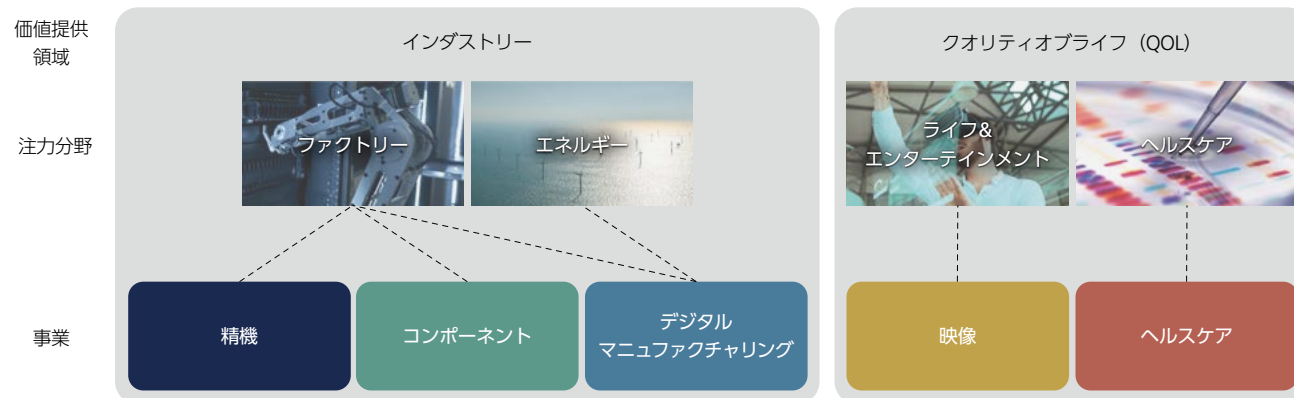 価値提供
領域
インダストリー
クオリティオブライフ（QOL）
注力分野
ファクトリー
エネルギー
ライフ&
エンターテインメント
ヘルスケア
事業
精機
コンポーネント
デジタル
マニュファクチャリング
映像
ヘルスケア